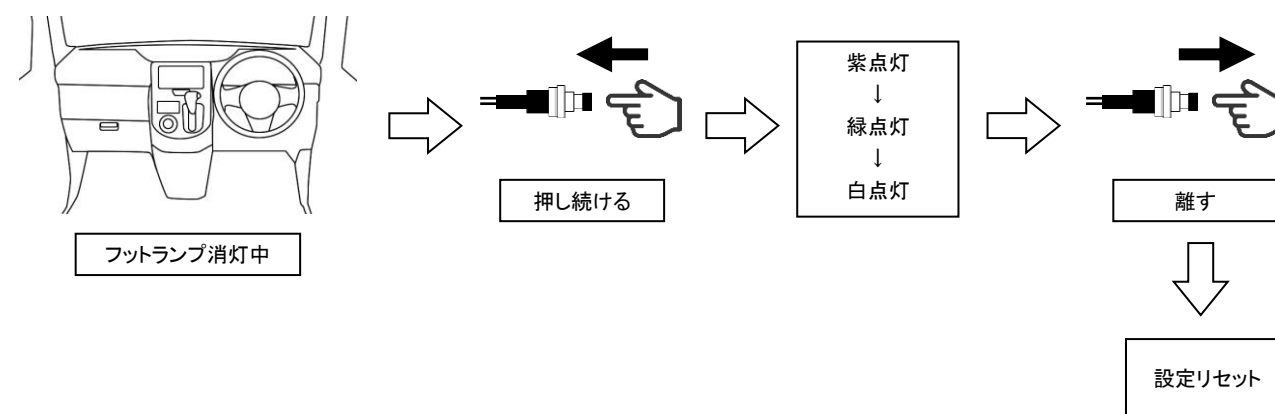 フットランプ消灯中
押し続ける
紫点灯
↓
緑点灯
↓
白点灯
離す
設定リセット